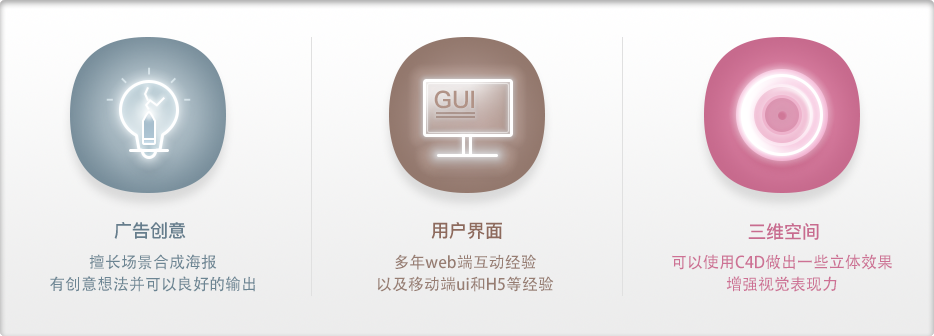 GUI
广告创意
擅长场景合成海报
有创意想法并可以良好的输出
用户界面
多年web端互动经验
以及移动端ui和H5等经验
三维空间
可以使用C4D做出一些立体效果
增强视觉表现力